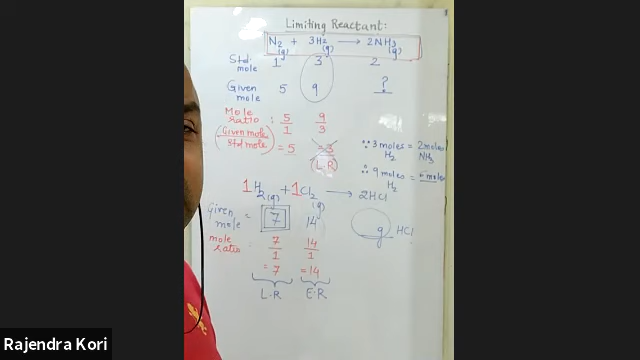 Limiting Reactant:
N₂(g) + 3H₂(g) → 2NH₃(g)
Std mole 1 3 2
Given mole 5 9 ?
Mole ratio : 5/1 9/3
(Given mole / Std mole) = 5 = 3
(L.R)
∵ 3 moles H₂ = 2 moles NH₃
∴ 9 moles H₂ = moles
1H₂(g) + 1Cl₂(g) → 2HCl
Given mole = 7 14
g HCl
mole ratio 7/1 14/1
= 7 = 14
L.R E.R
Rajendra Kori